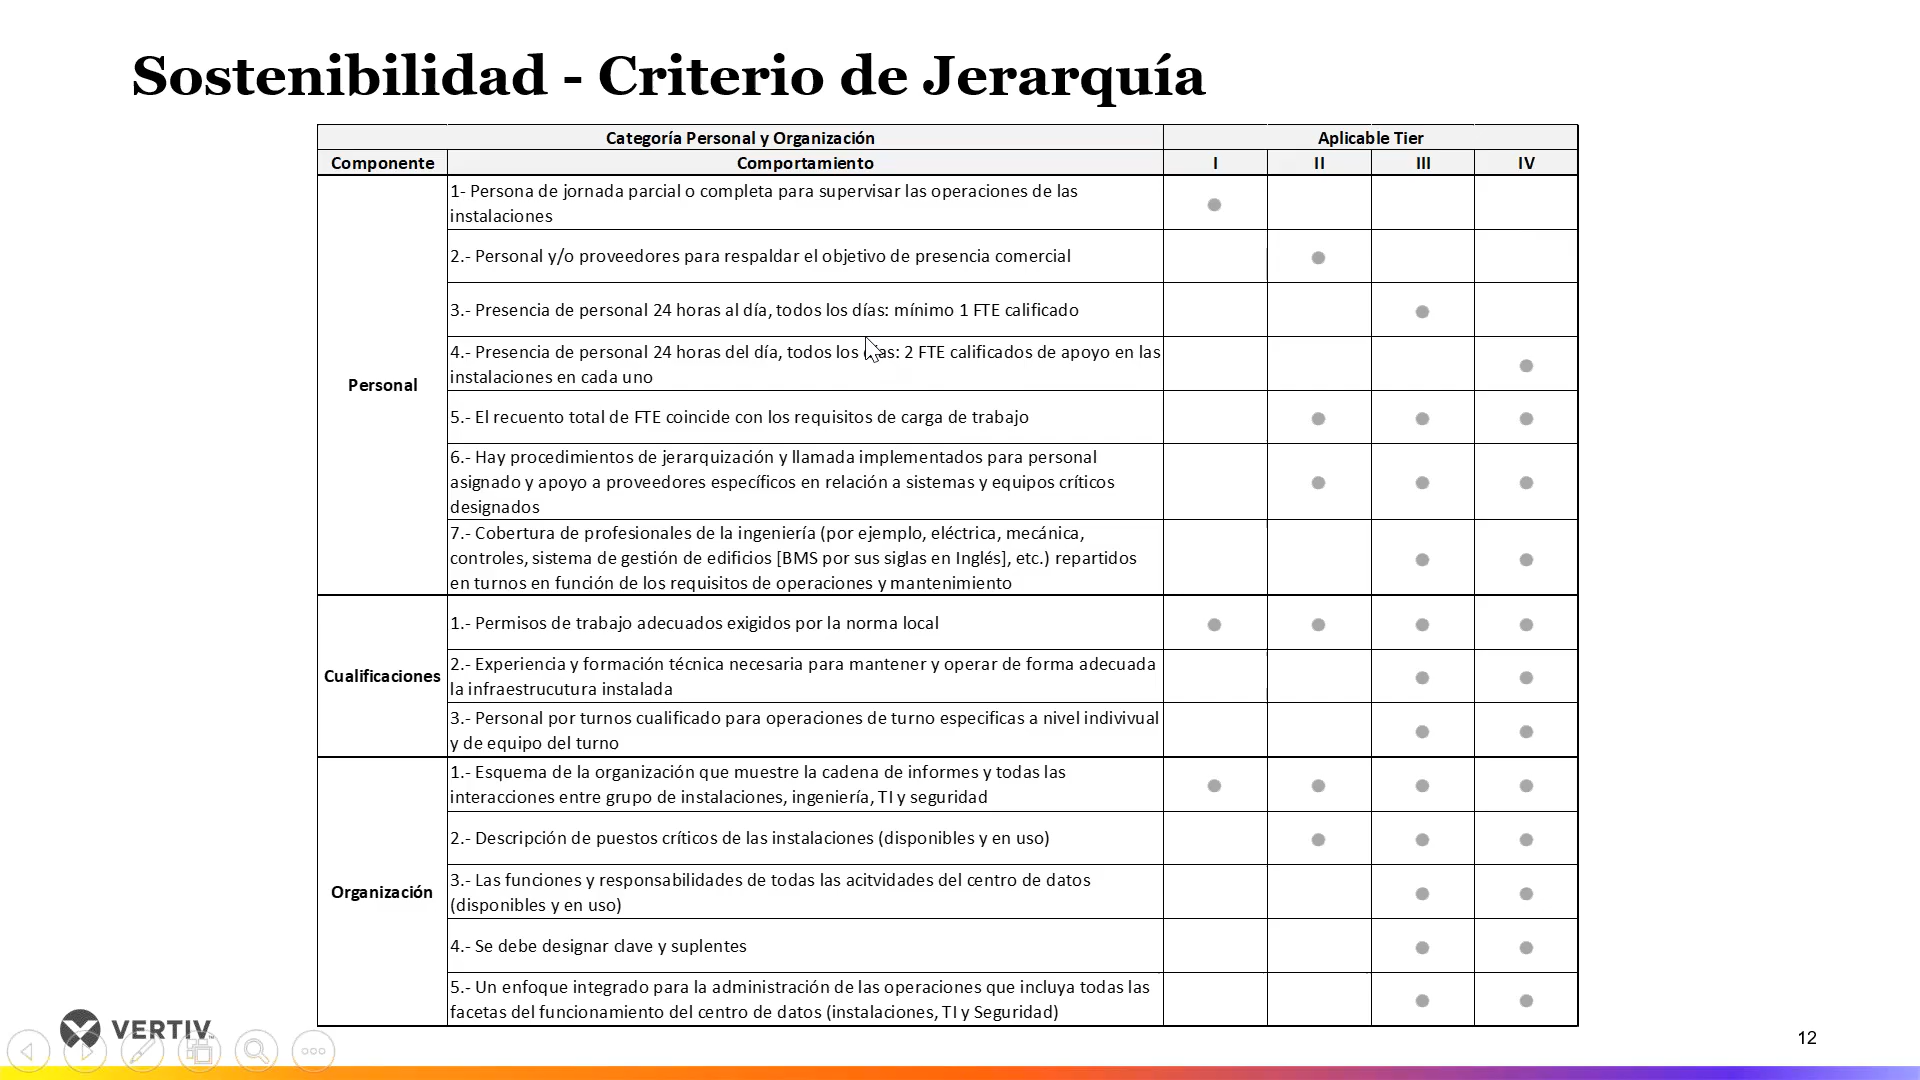 Sostenibilidad - Criterio de Jerarquía
Categoría Personal y Organización
Aplicable Tier
Componente
Comportamiento
I
II
III
IV
Personal
1- Persona de jornada parcial o completa para supervisar las operaciones de las
instalaciones
2.- Personal y/o proveedores para respaldar el objetivo de presencia comercial
3.- Presencia de personal 24 horas al día, todos los días: mínimo 1 FTE calificado
4.- Presencia de personal 24 horas del día, todos los días: 2 FTE calificados de apoyo en las
instalaciones en cada uno
5.- El recuento total de FTE coincide con los requisitos de carga de trabajo
6.- Hay procedimientos de jerarquización y llamada implementados para personal
asignado y apoyo a proveedores específicos en relación a sistemas y equipos críticos
designados
7.- Cobertura de profesionales de la ingeniería (por ejemplo, eléctrica, mecánica,
controles, sistema de gestión de edificios [BMS por sus siglas en Inglés], etc.) repartidos
en turnos en función de los requisitos de operaciones y mantenimiento
Cualificaciones
1.- Permisos de trabajo adecuados exigidos por la norma local
2.- Experiencia y formación técnica necesaria para mantener y operar de forma adecuada
la infraestrucutura instalada
3.- Personal por turnos cualificado para operaciones de turno especificas a nivel indivivual
y de equipo del turno
Organización
1.- Esquema de la organización que muestre la cadena de informes y todas las
interacciones entre grupo de instalaciones, ingeniería, TI y seguridad
2.- Descripción de puestos críticos de las instalaciones (disponibles y en uso)
3.- Las funciones y responsabilidades de todas las acitvidades del centro de datos
(disponibles y en uso)
4.- Se debe designar clave y suplentes
5.- Un enfoque integrado para la administración de las operaciones que incluya todas las
facetas del funcionamiento del centro de datos (instalaciones, TI y Seguridad)
VERTIV™
12